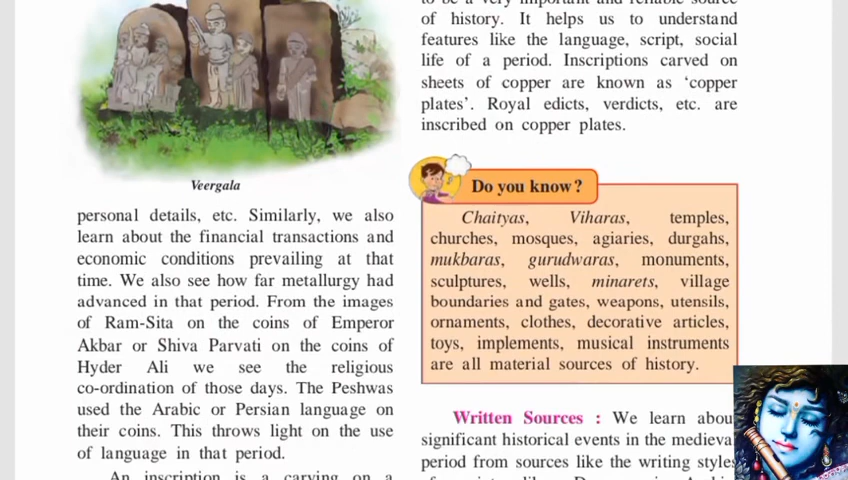 Veergala
personal details, etc. Similarly, we also
learn about the financial transactions and
economic conditions prevailing at that
time. We also see how far metallurgy had
advanced in that period. From the images
of Ram-Sita on the coins of Emperor
Akbar or Shiva Parvati on the coins of
Hyder Ali we see the religious
co-ordination of those days. The Peshwas
used the Arabic or Persian language on
their coins. This throws light on the use
of language in that period.
An inscription is a carving on a
to be a very important and reliable source
of history. It helps us to understand
features like the language, script, social
life of a period. Inscriptions carved on
sheets of copper are known as ‘copper
plates’. Royal edicts, verdicts, etc. are
inscribed on copper plates.
Do you know?
Chaityas, Viharas, temples,
churches, mosques, agiaries, durgahs,
mukbaras, gurudwaras, monuments,
sculptures, wells, minarets, village
boundaries and gates, weapons, utensils,
ornaments, clothes, decorative articles,
toys, implements, musical instruments
are all material sources of history.
Written Sources : We learn about
significant historical events in the medieva
period from sources like the writing styles